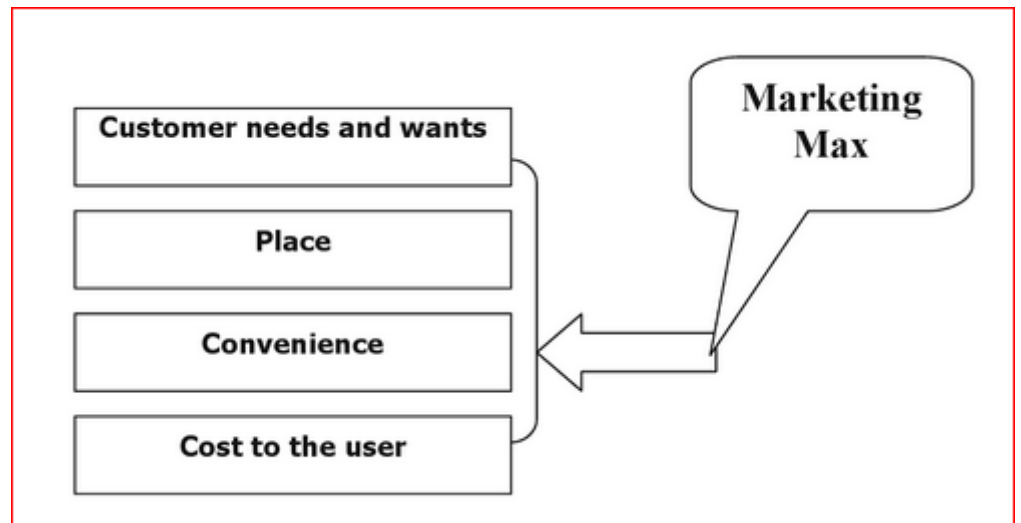 Marketing
Max
Customer needs and wants
Place
Convenience
Cost to the user